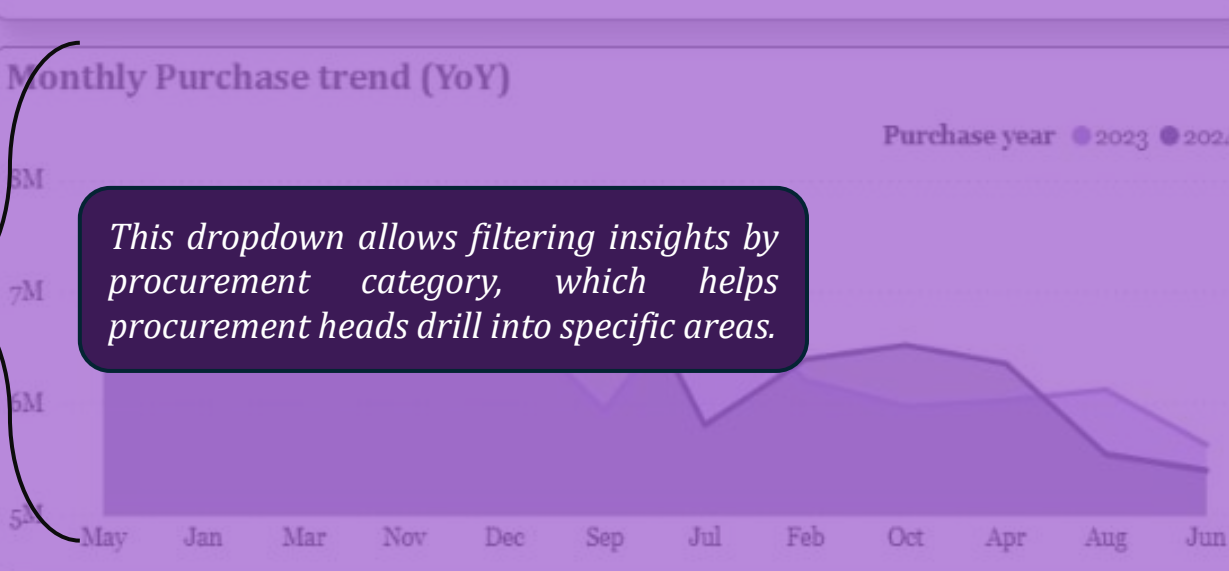 Monthly Purchase trend (YoY)
Purchase year 2023 202
8M
This dropdown allows filtering insights by
procurement category, which helps
procurement heads drill into specific areas.
7M
6M
5M
May Jan Mar Nov Dec Sep Jul Feb Oct Apr Aug Jun